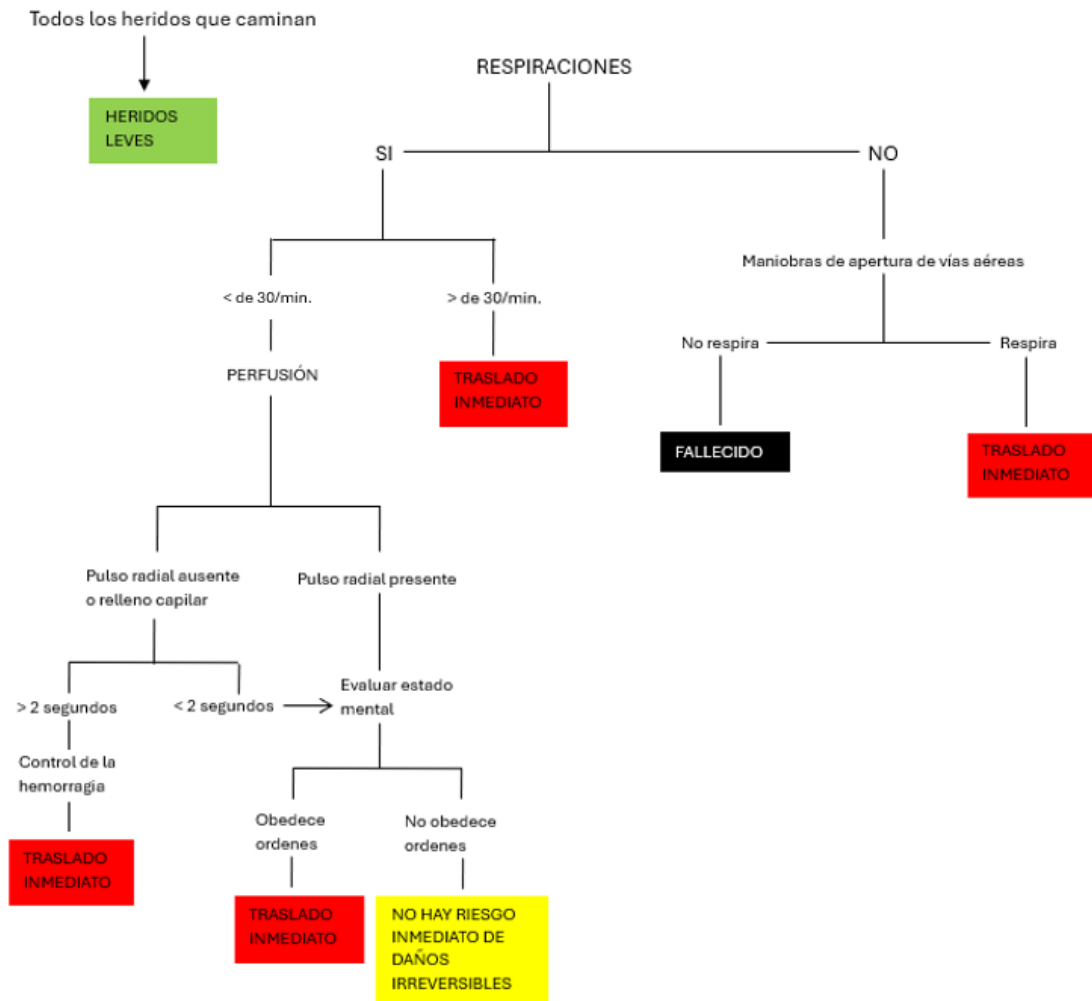 Todos los heridos que caminan
HERIDOS
LEVES
RESPIRACIONES
SI
NO
Maniobras de apertura de vías aéreas
< de 30/min.
> de 30/min.
No respira
Respira
PERFUSIÓN
TRASLADO
INMEDIATO
FALLECIDO
TRASLADO
INMEDIATO
Pulso radial ausente
o relleno capilar
Pulso radial presente
> 2 segundos
< 2 segundos
Evaluar estado
mental
Control de la
hemorragia
Obedece
ordenes
No obedece
ordenes
TRASLADO
INMEDIATO
TRASLADO
INMEDIATO
NO HAY RIESGO
INMEDIATO DE
DAÑOS
IRREVERSIBLES